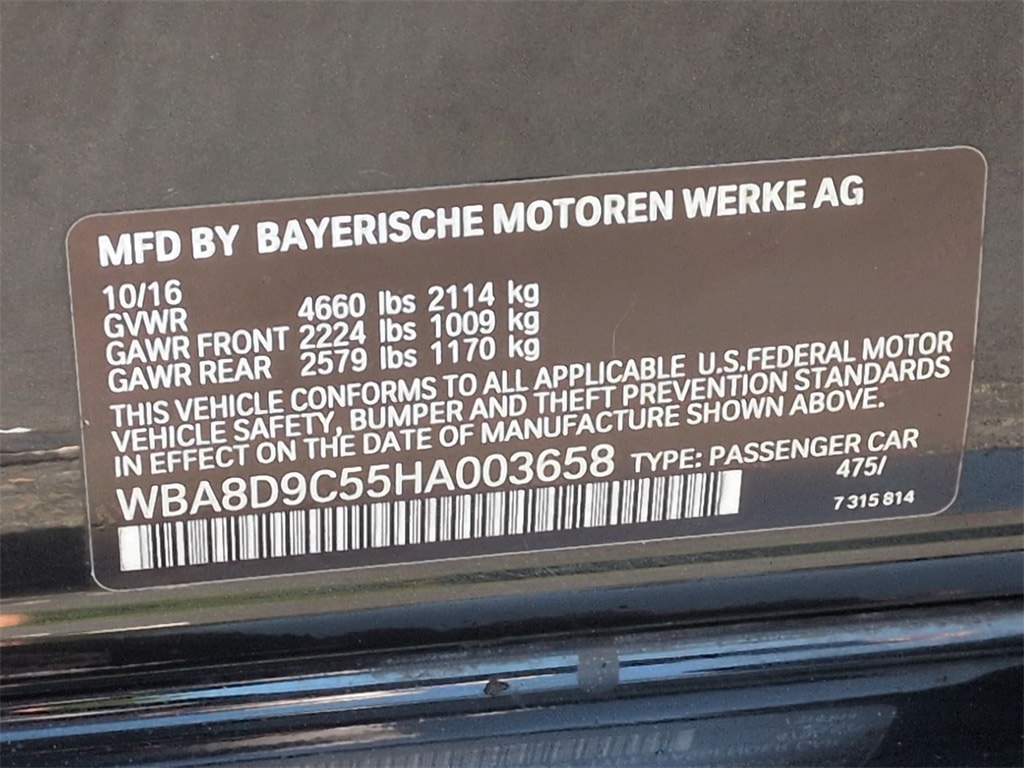 MFD BY BAYERISCHE MOTOREN WERKE AG
10/16
GVWR 4660 lbs 2114 kg
GAWR FRONT 2224 lbs 1009 kg
GAWR REAR 2579 lbs 1170 kg
THIS VEHICLE CONFORMS TO ALL APPLICABLE U.S.FEDERAL MOTOR
VEHICLE SAFETY, BUMPER AND THEFT PREVENTION STANDARDS
IN EFFECT ON THE DATE OF MANUFACTURE SHOWN ABOVE.
WBA8D9C55HA003658 TYPE: PASSENGER CAR
475/
7 315 814